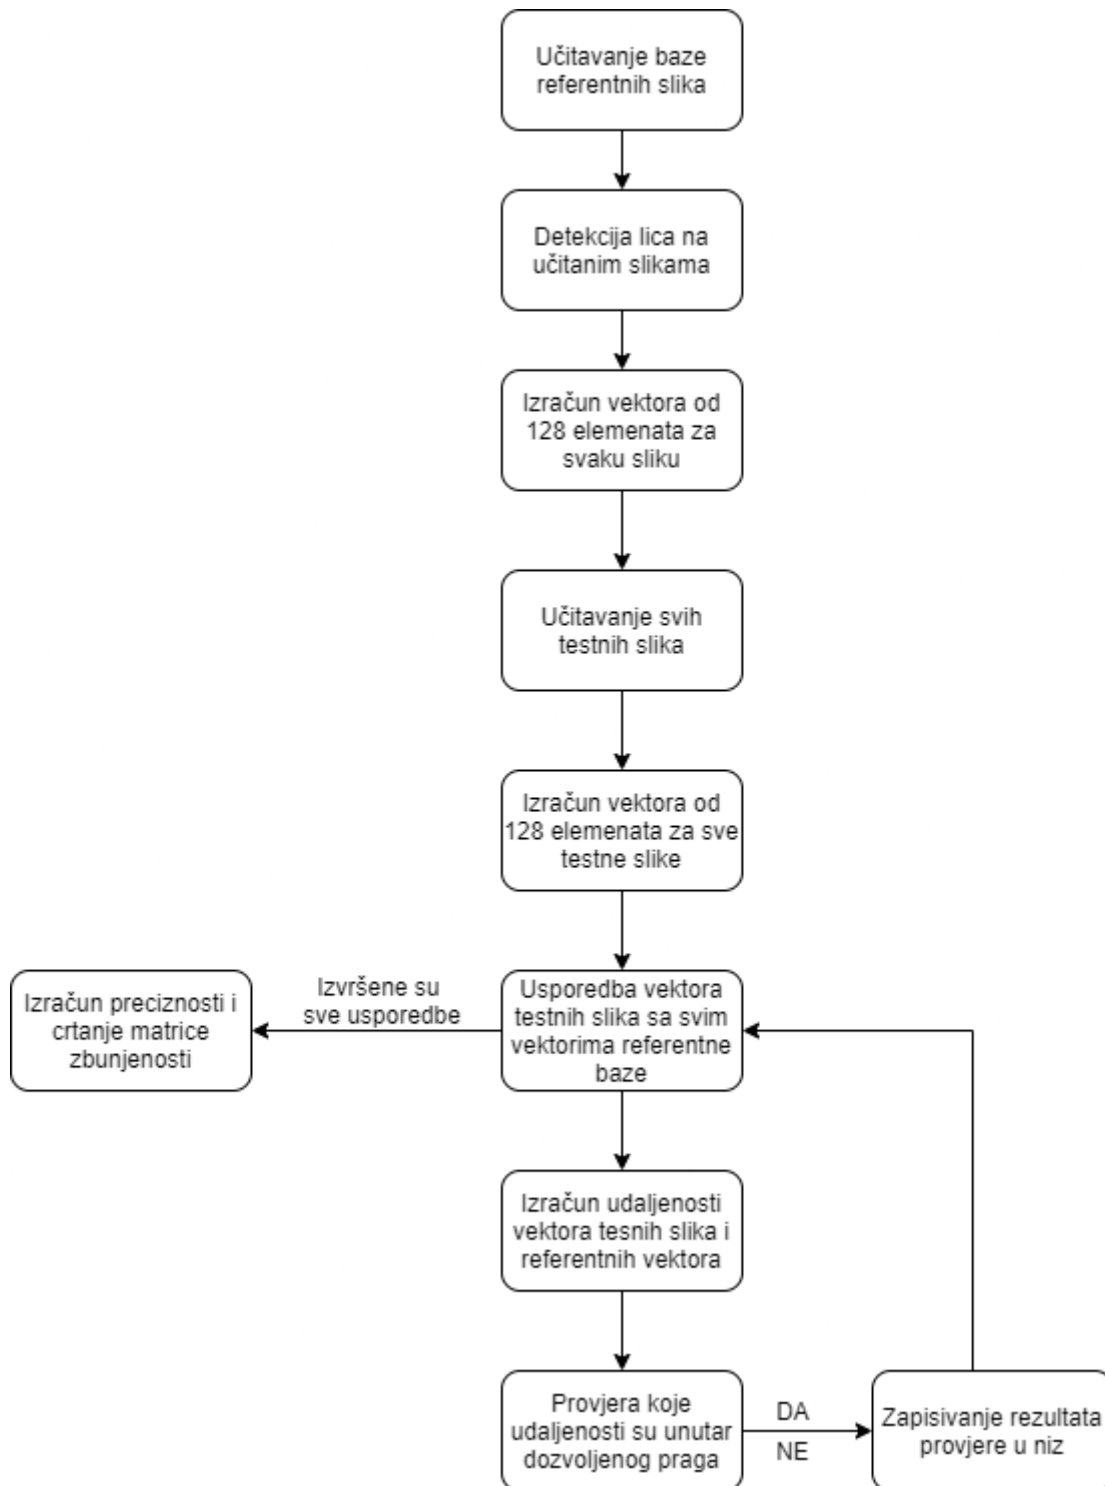 Učitavanje baze
referentnih slika
Detekcija lica na
učitanim slikama
Izračun vektora od
128 elemenata za
svaku sliku
Učitavanje svih
testnih slika
Izračun vektora od
128 elemenata za sve
testne slike
Izračun preciznosti i
crtanje matrice
zbunjenosti
Izvršene su
sve usporedbe
Usporedba vektora
testnih slika sa svim
vektorima referentne
baze
Izračun udaljenosti
vektora tesnih slika i
referentnih vektora
Provjera koje
udaljenosti su unutar
dozvoljenog praga
DA
NE
Zapisivanje rezultata
provjere u niz